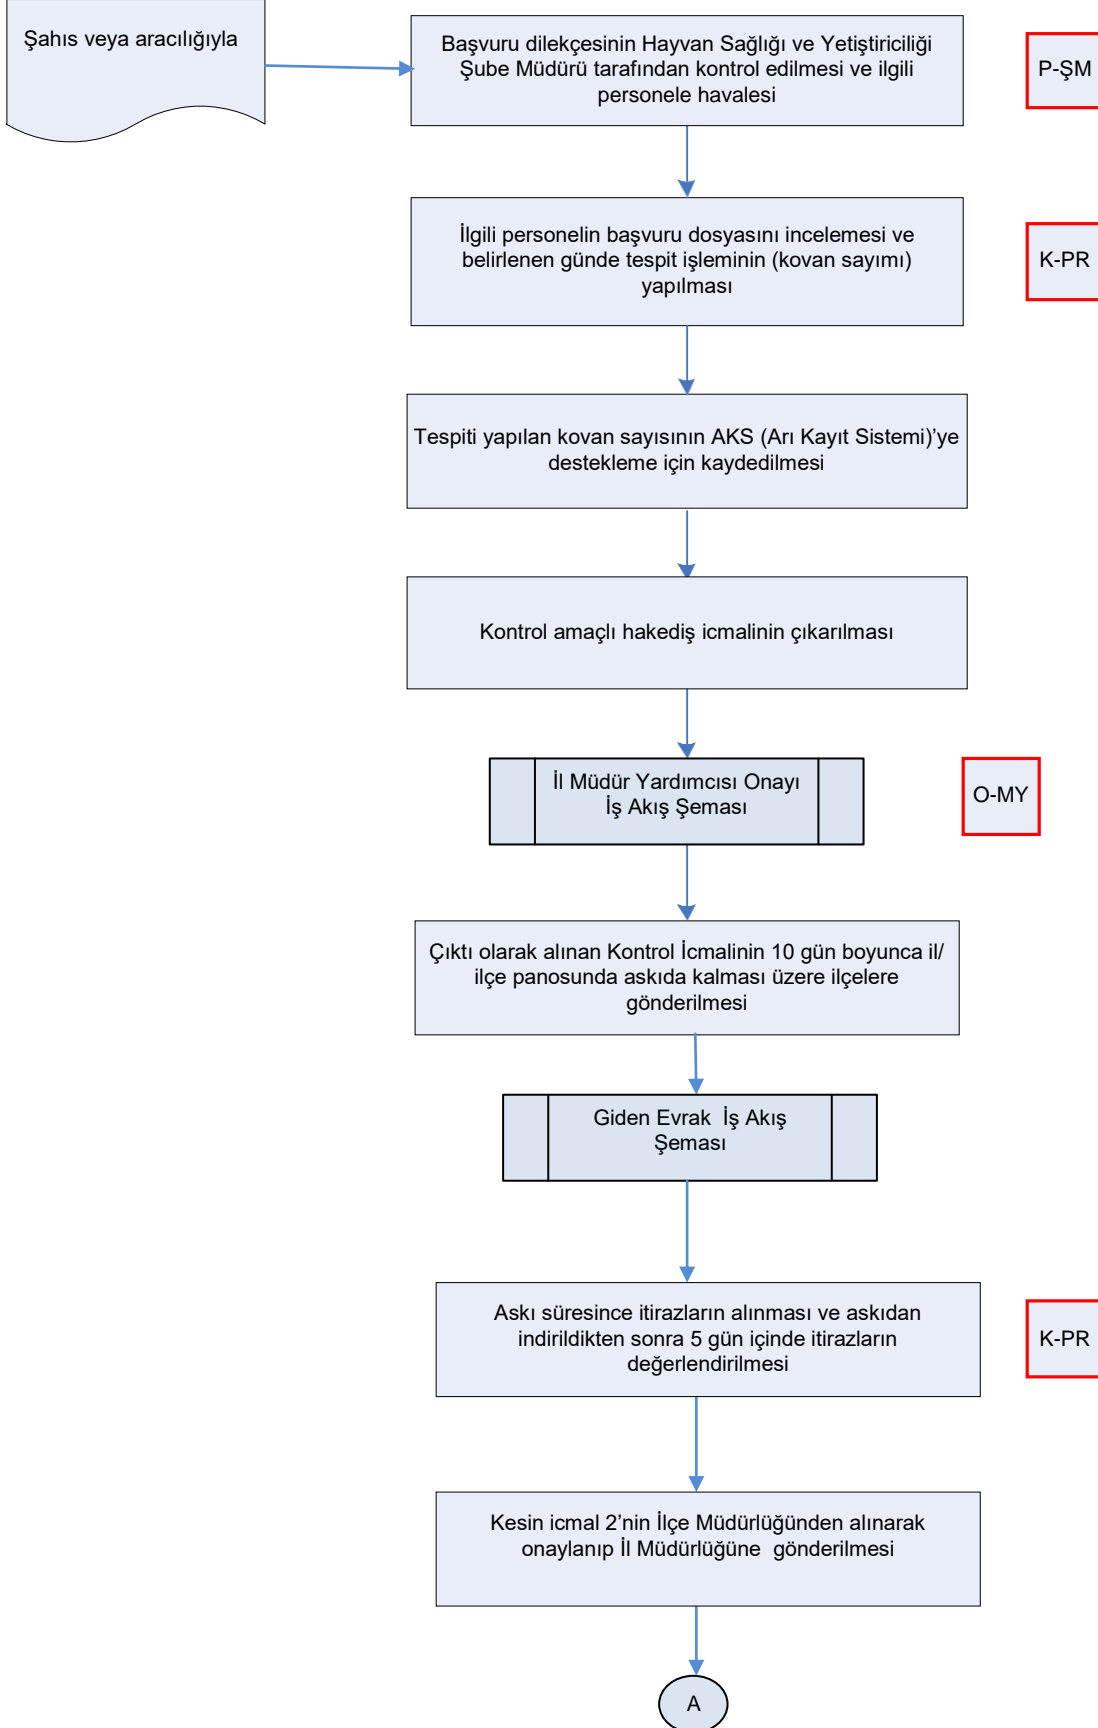 Şahıs veya aracılığıyla
Başvuru dilekçesinin Hayvan Sağlığı ve Yetiştiriciliği
Şube Müdürü tarafından kontrol edilmesi ve ilgili
personele havalesi
P-ŞM
İlgili personelin başvuru dosyasını incelemesi ve
belirlenen günde tespit işleminin (kovan sayımı)
yapılması
K-PR
Tespiti yapılan kovan sayısının AKS (Arı Kayıt Sistemi)’ye
destekleme için kaydedilmesi
Kontrol amaçlı hakediş icmalinin çıkarılması
İl Müdür Yardımcısı Onayı
İş Akış Şeması
O-MY
Çıktı olarak alınan Kontrol İcmalinin 10 gün boyunca il/
ilçe panosunda askıda kalması üzere ilçelere
gönderilmesi
Giden Evrak  İş Akış
Şeması
Askı süresince itirazların alınması ve askıdan
indirildikten sonra 5 gün içinde itirazların
değerlendirilmesi
K-PR
Kesin icmal 2’nin İlçe Müdürlüğünden alınarak
onaylanıp İl Müdürlüğüne  gönderilmesi
A